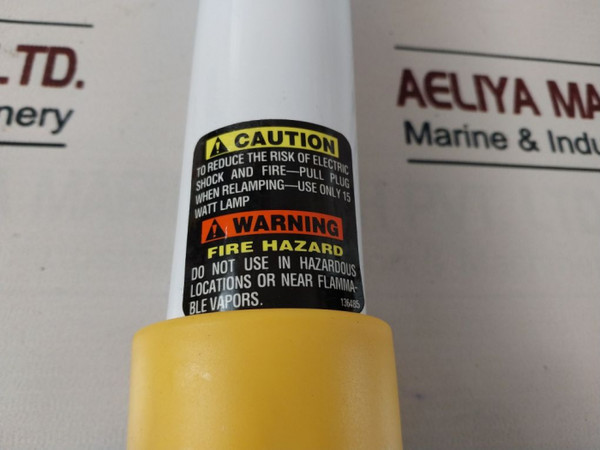 LTD.
AELIYA MA
Marine & Indu
CAUTION
TO REDUCE THE RISK OF ELECTRIC
SHOCK AND FIRE—PULL PLUG
WHEN RELAMPING—USE ONLY 15
WATT LAMP
WARNING
FIRE HAZARD
DO NOT USE IN HAZARDOUS
LOCATIONS OR NEAR FLAMMA-
BLE VAPORS.